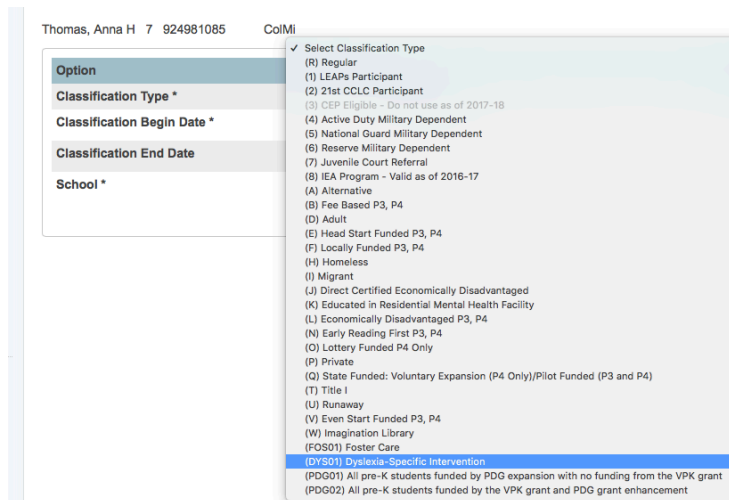 Thomas, Anna H 7 924981085 ColMi
Option
Classification Type *
Classification Begin Date *
Classification End Date
School *
✓ Select Classification Type
(R) Regular
(1) LEAPs Participant
(2) 21st CCLC Participant
(3) CEP Eligible - Do not use as of 2017-18
(4) Active Duty Military Dependent
(5) National Guard Military Dependent
(6) Reserve Military Dependent
(7) Juvenile Court Referral
(8) IEA Program - Valid as of 2016-17
(A) Alternative
(B) Fee Based P3, P4
(D) Adult
(E) Head Start Funded P3, P4
(F) Locally Funded P3, P4
(H) Homeless
(I) Migrant
(J) Direct Certified Economically Disadvantaged
(K) Educated in Residential Mental Health Facility
(L) Economically Disadvantaged P3, P4
(N) Early Reading First P3, P4
(O) Lottery Funded P4 Only
(P) Private
(Q) State Funded: Voluntary Expansion (P4 Only)/Pilot Funded (P3 and P4)
(T) Title I
(U) Runaway
(V) Even Start Funded P3, P4
(W) Imagination Library
(FOS01) Foster Care
(DYS01) Dyslexia-Specific Intervention
(PDG01) All pre-K students funded by PDG expansion with no funding from the VPK grant
(PDG02) All pre-K students funded by the VPK grant and PDG grant enhancement